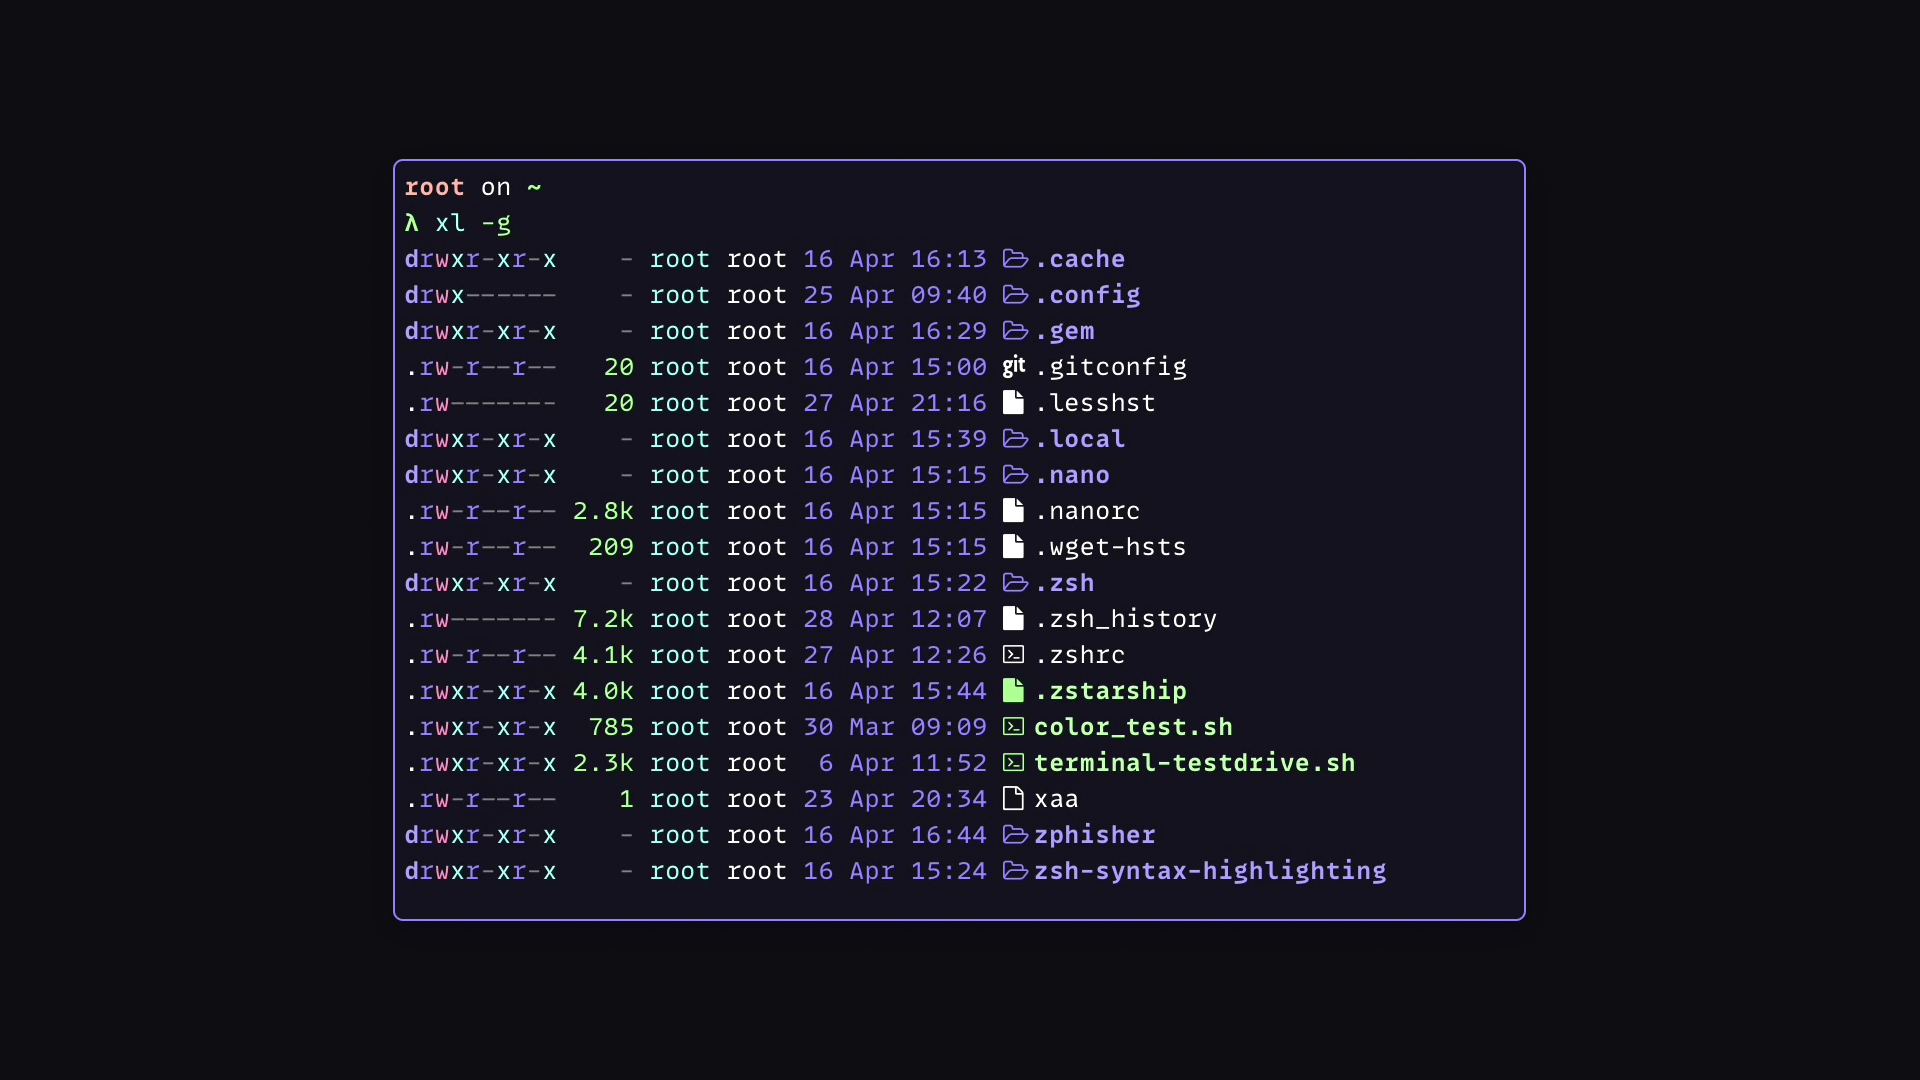 root on ~
λ xl -g
drwxr-xr-x    - root root 16 Apr 16:13 .cache
drwx------    - root root 25 Apr 09:40 .config
drwxr-xr-x    - root root 16 Apr 16:29 .gem
.rw-r--r--   20 root root 16 Apr 15:00 git .gitconfig
.rw-------   20 root root 27 Apr 21:16 .lesshst
drwxr-xr-x    - root root 16 Apr 15:39 .local
drwxr-xr-x    - root root 16 Apr 15:15 .nano
.rw-r--r-- 2.8k root root 16 Apr 15:15 .nanorc
.rw-r--r--  209 root root 16 Apr 15:15 .wget-hsts
drwxr-xr-x    - root root 16 Apr 15:22 .zsh
.rw------- 7.2k root root 28 Apr 12:07 .zsh_history
.rw-r--r-- 4.1k root root 27 Apr 12:26 .zshrc
.rwxr-xr-x 4.0k root root 16 Apr 15:44 .zstarship
.rwxr-xr-x  785 root root 30 Mar 09:09 color_test.sh
.rwxr-xr-x 2.3k root root  6 Apr 11:52 terminal-testdrive.sh
.rw-r--r--    1 root root 23 Apr 20:34 xaa
drwxr-xr-x    - root root 16 Apr 16:44 zphisher
drwxr-xr-x    - root root 16 Apr 15:24 zsh-syntax-highlighting